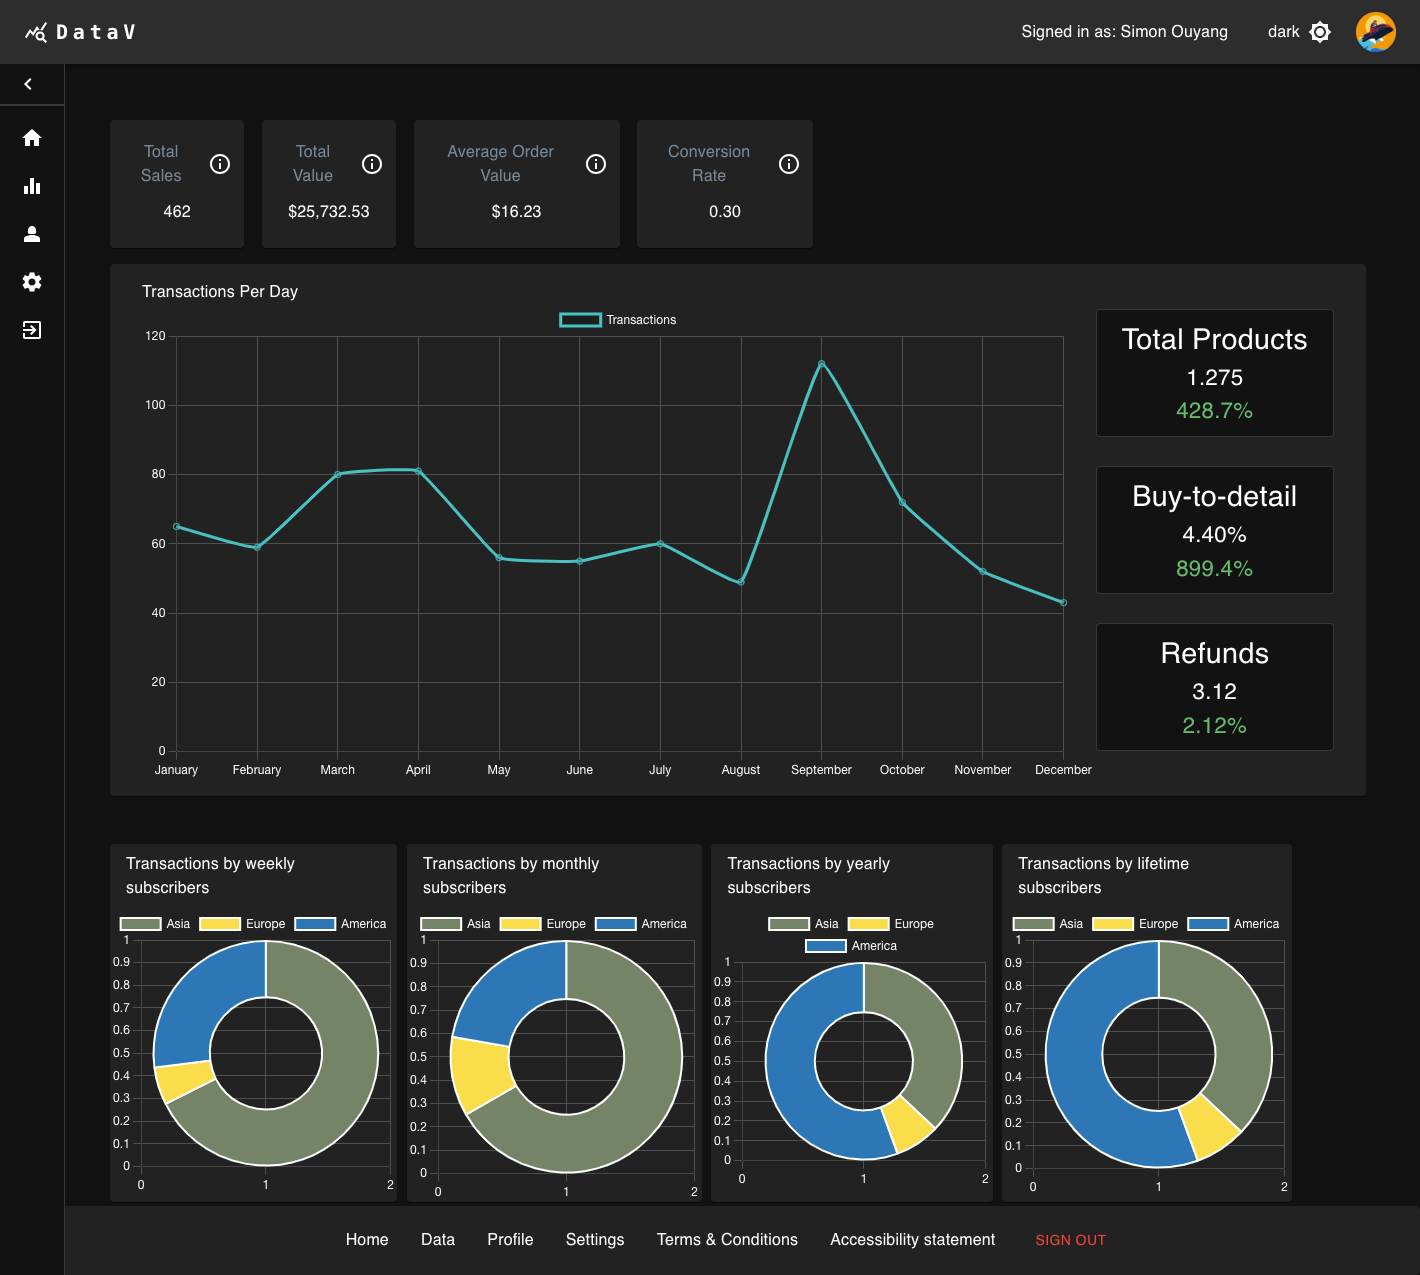 DataV
Signed in as: Simon Ouyang
dark
Total
Sales
462
Total
Value
$25,732.53
Average Order
Value
$16.23
Conversion
Rate
0.30
Transactions Per Day
Transactions
120
100
80
60
40
20
0
January February March April May June July August September October November December
Total Products
1.275
428.7%
Buy-to-detail
4.40%
899.4%
Refunds
3.12
2.12%
Transactions by weekly
subscribers
Asia Europe America
1
0.9
0.8
0.7
0.6
0.5
0.4
0.3
0.2
0.1
0
0 1 2
Transactions by monthly
subscribers
Asia Europe America
1
0.9
0.8
0.7
0.6
0.5
0.4
0.3
0.2
0.1
0
0 1 2
Transactions by yearly
subscribers
Asia Europe
America
1
0.9
0.8
0.7
0.6
0.5
0.4
0.3
0.2
0.1
0
0 1 2
Transactions by lifetime
subscribers
Asia Europe America
1
0.9
0.8
0.7
0.6
0.5
0.4
0.3
0.2
0.1
0
0 1 2
Home Data Profile Settings Terms & Conditions Accessibility statement SIGN OUT